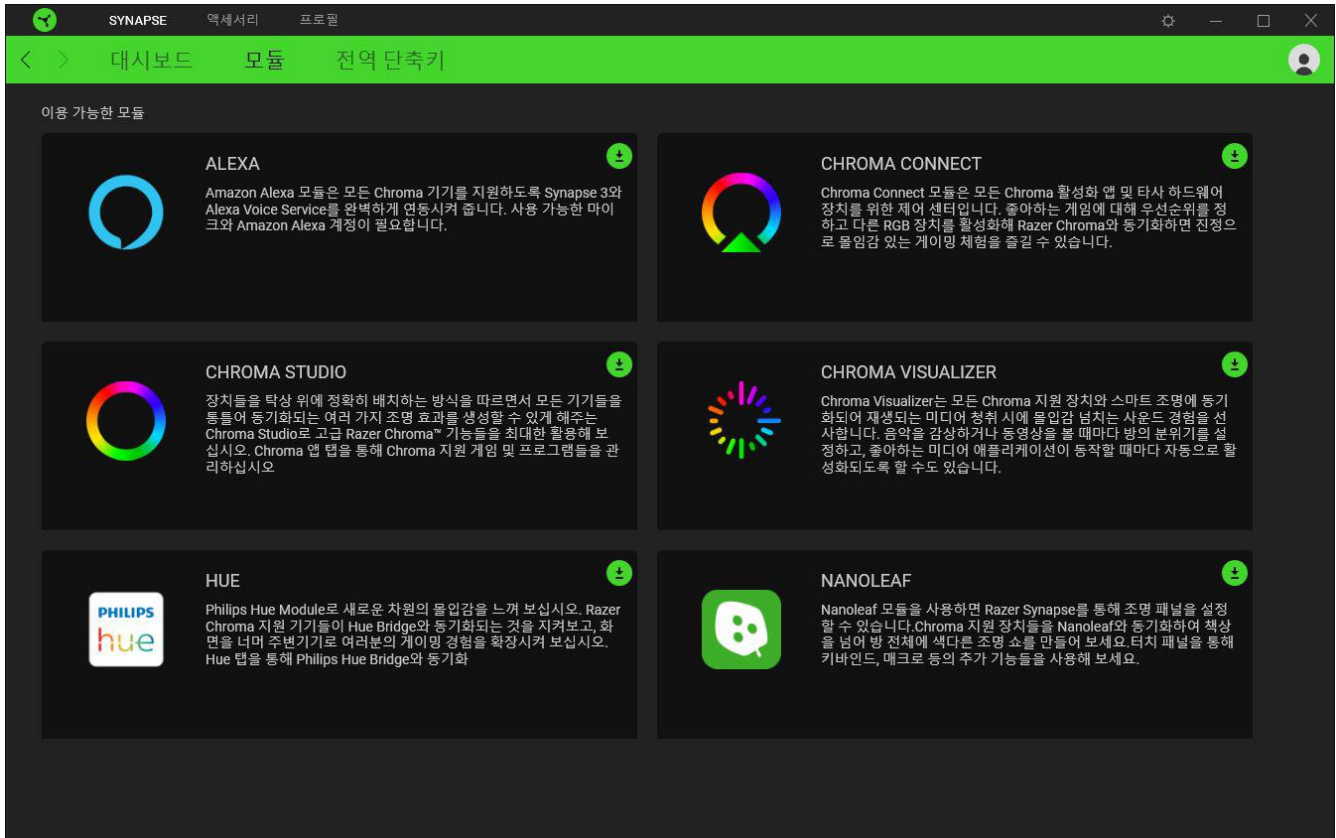 SYNAPSE 액세서리 프로필
대시보드 모듈 전역 단축키
이용 가능한 모듈
ALEXA
Amazon Alexa 모듈은 모든 Chroma 기기를 지원하도록 Synapse 3와
Alexa Voice Service를 완벽하게 연동시켜 줍니다. 사용 가능한 마이
크와 Amazon Alexa 계정이 필요합니다.
CHROMA CONNECT
Chroma Connect 모듈은 모든 Chroma 활성화 앱 및 타사 하드웨어
장치를 위한 제어 센터입니다. 좋아하는 게임에 대해 우선순위를 정
하고 다른 RGB 장치를 활성화해 Razer Chroma와 동기화하면 진정으
로 몰입감 있는 게이밍 체험을 즐길 수 있습니다.
CHROMA STUDIO
장치들을 탁상 위에 정확히 배치하는 방식을 따르면서 모든 기기들을
통틀어 동기화되는 여러 가지 조명 효과를 생성할 수 있게 해주는
Chroma Studio로 고급 Razer Chroma™ 기능들을 최대한 활용해 보
십시오. Chroma 앱 탭을 통해 Chroma 지원 게임 및 프로그램들을 관
리하십시오
CHROMA VISUALIZER
Chroma Visualizer는 모든 Chroma 지원 장치와 스마트 조명에 동기
화되어 재생되는 미디어 청취 시에 몰입감 넘치는 사운드 경험을 선
사합니다. 음악을 감상하거나 동영상을 볼 때마다 방의 분위기를 설
정하고, 좋아하는 미디어 애플리케이션이 동작할 때마다 자동으로 활
성화되도록 할 수도 있습니다.
PHILIPS
hue
HUE
Philips Hue Module로 새로운 차원의 몰입감을 느껴 보십시오. Razer
Chroma 지원 기기들이 Hue Bridge와 동기화되는 것을 지켜보고, 화
면을 너머 주변기기로 여러분의 게이밍 경험을 확장시켜 보십시오.
Hue 탭을 통해 Philips Hue Bridge와 동기화
NANOLEAF
Nanoleaf 모듈을 사용하면 Razer Synapse를 통해 조명 패널을 설정
할 수 있습니다.Chroma 지원 장치들을 Nanoleaf와 동기화하여 책상
을 넘어 방 전체에 색다른 조명 쇼를 만들어 보세요.터치 패널을 통해
키바인드, 매크로 등의 추가 기능들을 사용해 보세요.